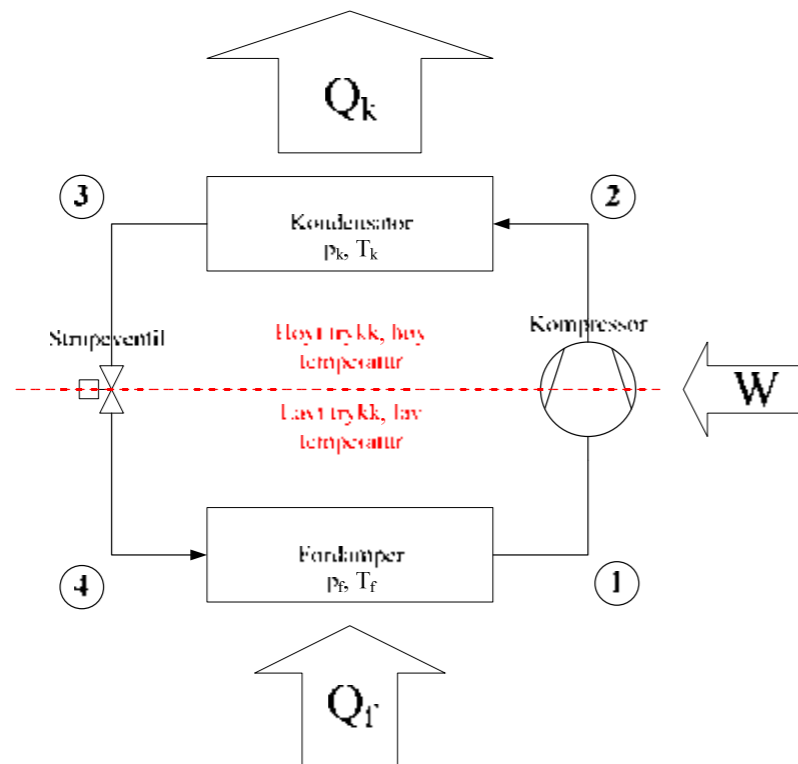 Qk
3
2
Kondensator
pk, Tk
Kompressor
Strupeventil
Høyt trykk, høy
temperatur
W
Lavt trykk, lav
temperatur
Fordamper
pf, Tf
4
1
Qf